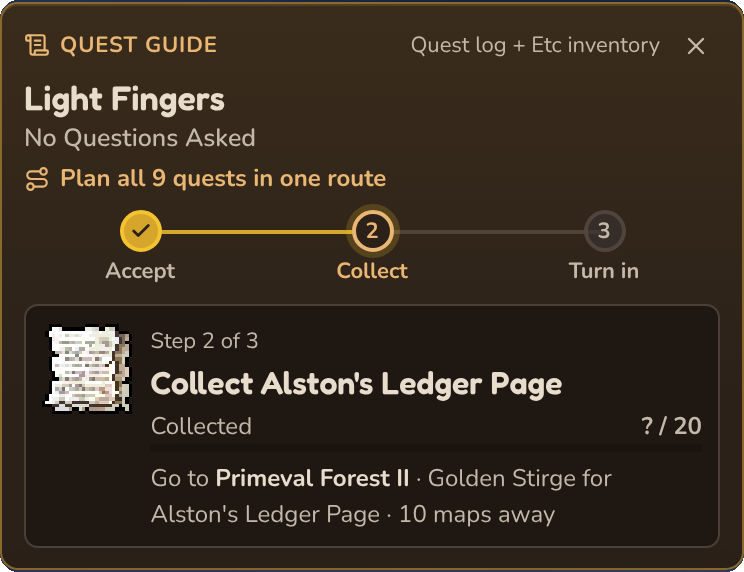 QUEST GUIDE
Quest log + Etc inventory
Light Fingers
No Questions Asked
Plan all 9 quests in one route
2
3
Accept
Collect
Turn in
Step 2 of 3
Collect Alston's Ledger Page
Collected
? / 20
Go to Primeval Forest II · Golden Stirge for
Alston's Ledger Page · 10 maps away